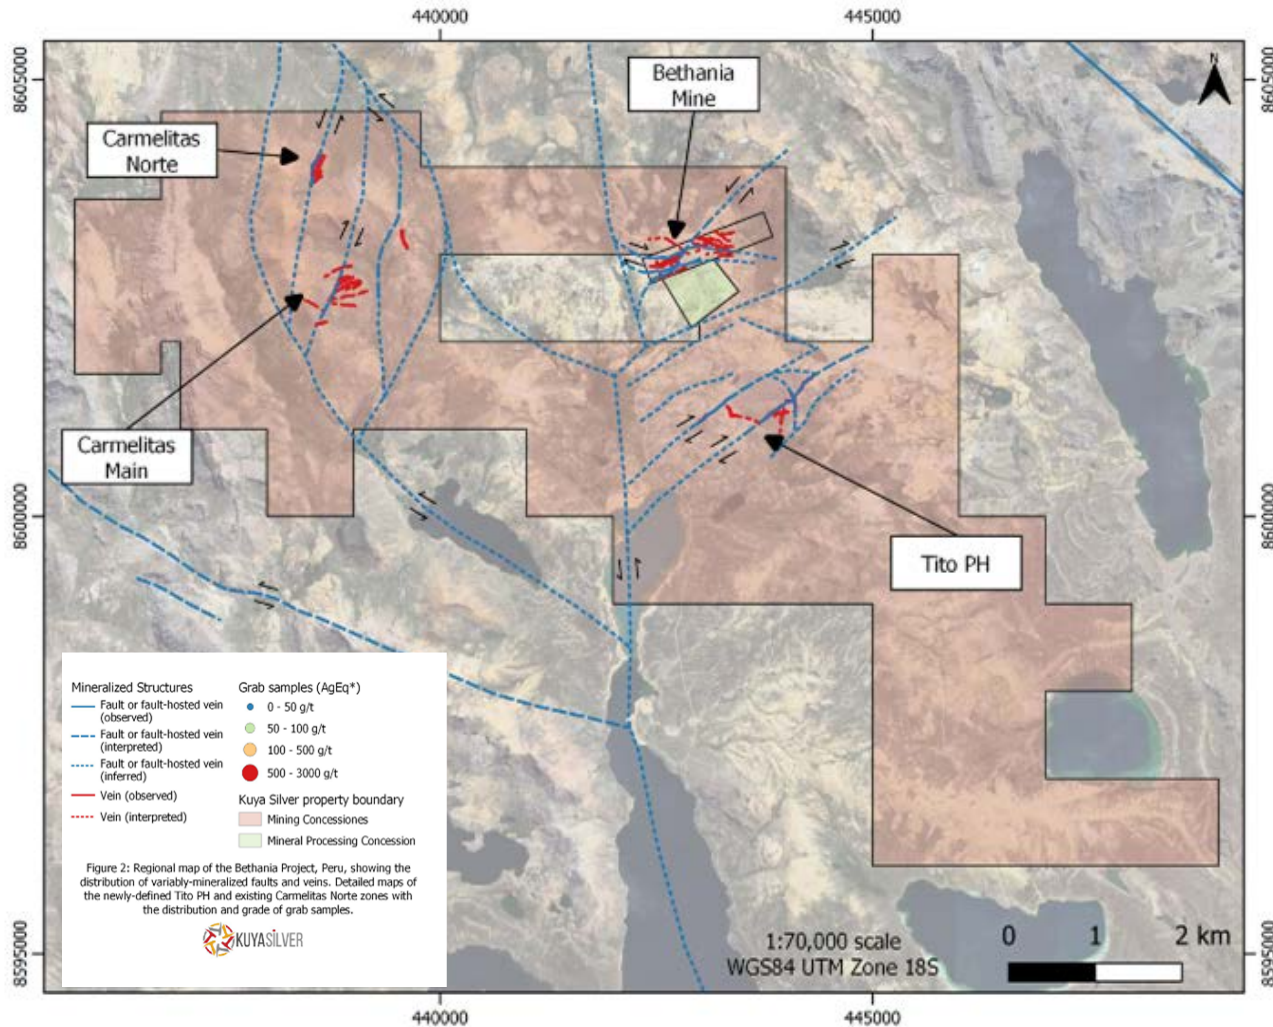 440000
445000
8605000
8605000
N
Bethania
Mine
Carmelitas
Norte
Carmelitas
Main
8600000
8600000
Tito PH
Mineralized Structures
Fault or fault-hosted vein
(observed)
Fault or fault-hosted vein
(interpreted)
Fault or fault-hosted vein
(inferred)
Vein (observed)
Vein (interpreted)
Grab samples (AgEq*)
0 - 50 g/t
50 - 100 g/t
100 - 500 g/t
500 - 3000 g/t
Kuya Silver property boundary
Mining Concessiones
Mineral Processing Concession
Figure 2: Regional map of the Bethania Project, Peru, showing the
distribution of variably-mineralized faults and veins. Detailed maps of
the newly-defined Tito PH and existing Carmelitas Norte zones with
the distribution and grade of grab samples.
KUYASILVER
1:70,000 scale
WGS84 UTM Zone 18S
0 1 2 km
8595000
8595000
440000
445000